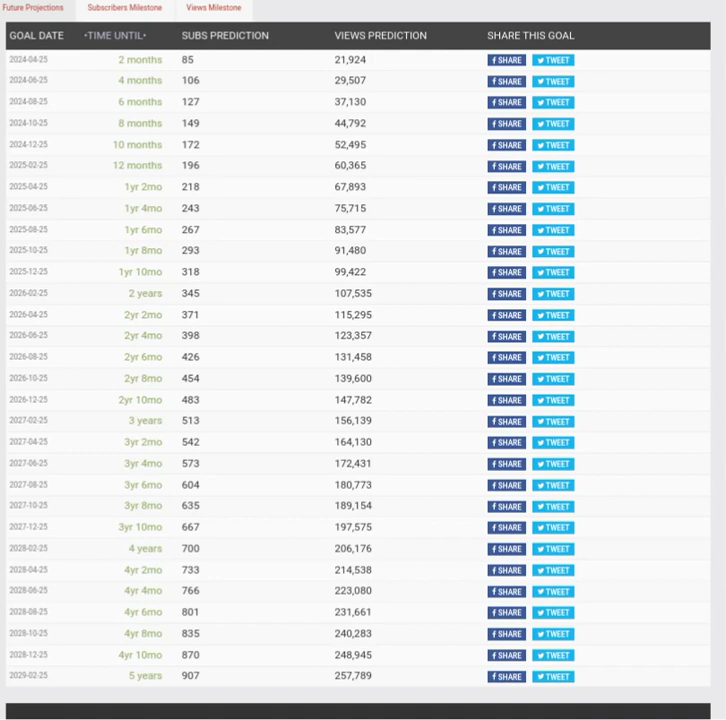 Future Projections Subscribers Milestone Views Milestone
GOAL DATE •TIME UNTIL• SUBS PREDICTION VIEWS PREDICTION SHARE THIS GOAL
2024-04-25 2 months 85 21,924 SHARE TWEET
2024-06-25 4 months 106 29,507 SHARE TWEET
2024-08-25 6 months 127 37,130 SHARE TWEET
2024-10-25 8 months 149 44,792 SHARE TWEET
2024-12-25 10 months 172 52,495 SHARE TWEET
2025-02-25 12 months 196 60,365 SHARE TWEET
2025-04-25 1yr 2mo 218 67,893 SHARE TWEET
2025-06-25 1yr 4mo 243 75,715 SHARE TWEET
2025-08-25 1yr 6mo 267 83,577 SHARE TWEET
2025-10-25 1yr 8mo 293 91,480 SHARE TWEET
2025-12-25 1yr 10mo 318 99,422 SHARE TWEET
2026-02-25 2 years 345 107,535 SHARE TWEET
2026-04-25 2yr 2mo 371 115,295 SHARE TWEET
2026-06-25 2yr 4mo 398 123,357 SHARE TWEET
2026-08-25 2yr 6mo 426 131,458 SHARE TWEET
2026-10-25 2yr 8mo 454 139,600 SHARE TWEET
2026-12-25 2yr 10mo 483 147,782 SHARE TWEET
2027-02-25 3 years 513 156,139 SHARE TWEET
2027-04-25 3yr 2mo 542 164,130 SHARE TWEET
2027-06-25 3yr 4mo 573 172,431 SHARE TWEET
2027-08-25 3yr 6mo 604 180,773 SHARE TWEET
2027-10-25 3yr 8mo 635 189,154 SHARE TWEET
2027-12-25 3yr 10mo 667 197,575 SHARE TWEET
2028-02-25 4 years 700 206,176 SHARE TWEET
2028-04-25 4yr 2mo 733 214,538 SHARE TWEET
2028-06-25 4yr 4mo 766 223,080 SHARE TWEET
2028-08-25 4yr 6mo 801 231,661 SHARE TWEET
2028-10-25 4yr 8mo 835 240,283 SHARE TWEET
2028-12-25 4yr 10mo 870 248,945 SHARE TWEET
2029-02-25 5 years 907 257,789 SHARE TWEET